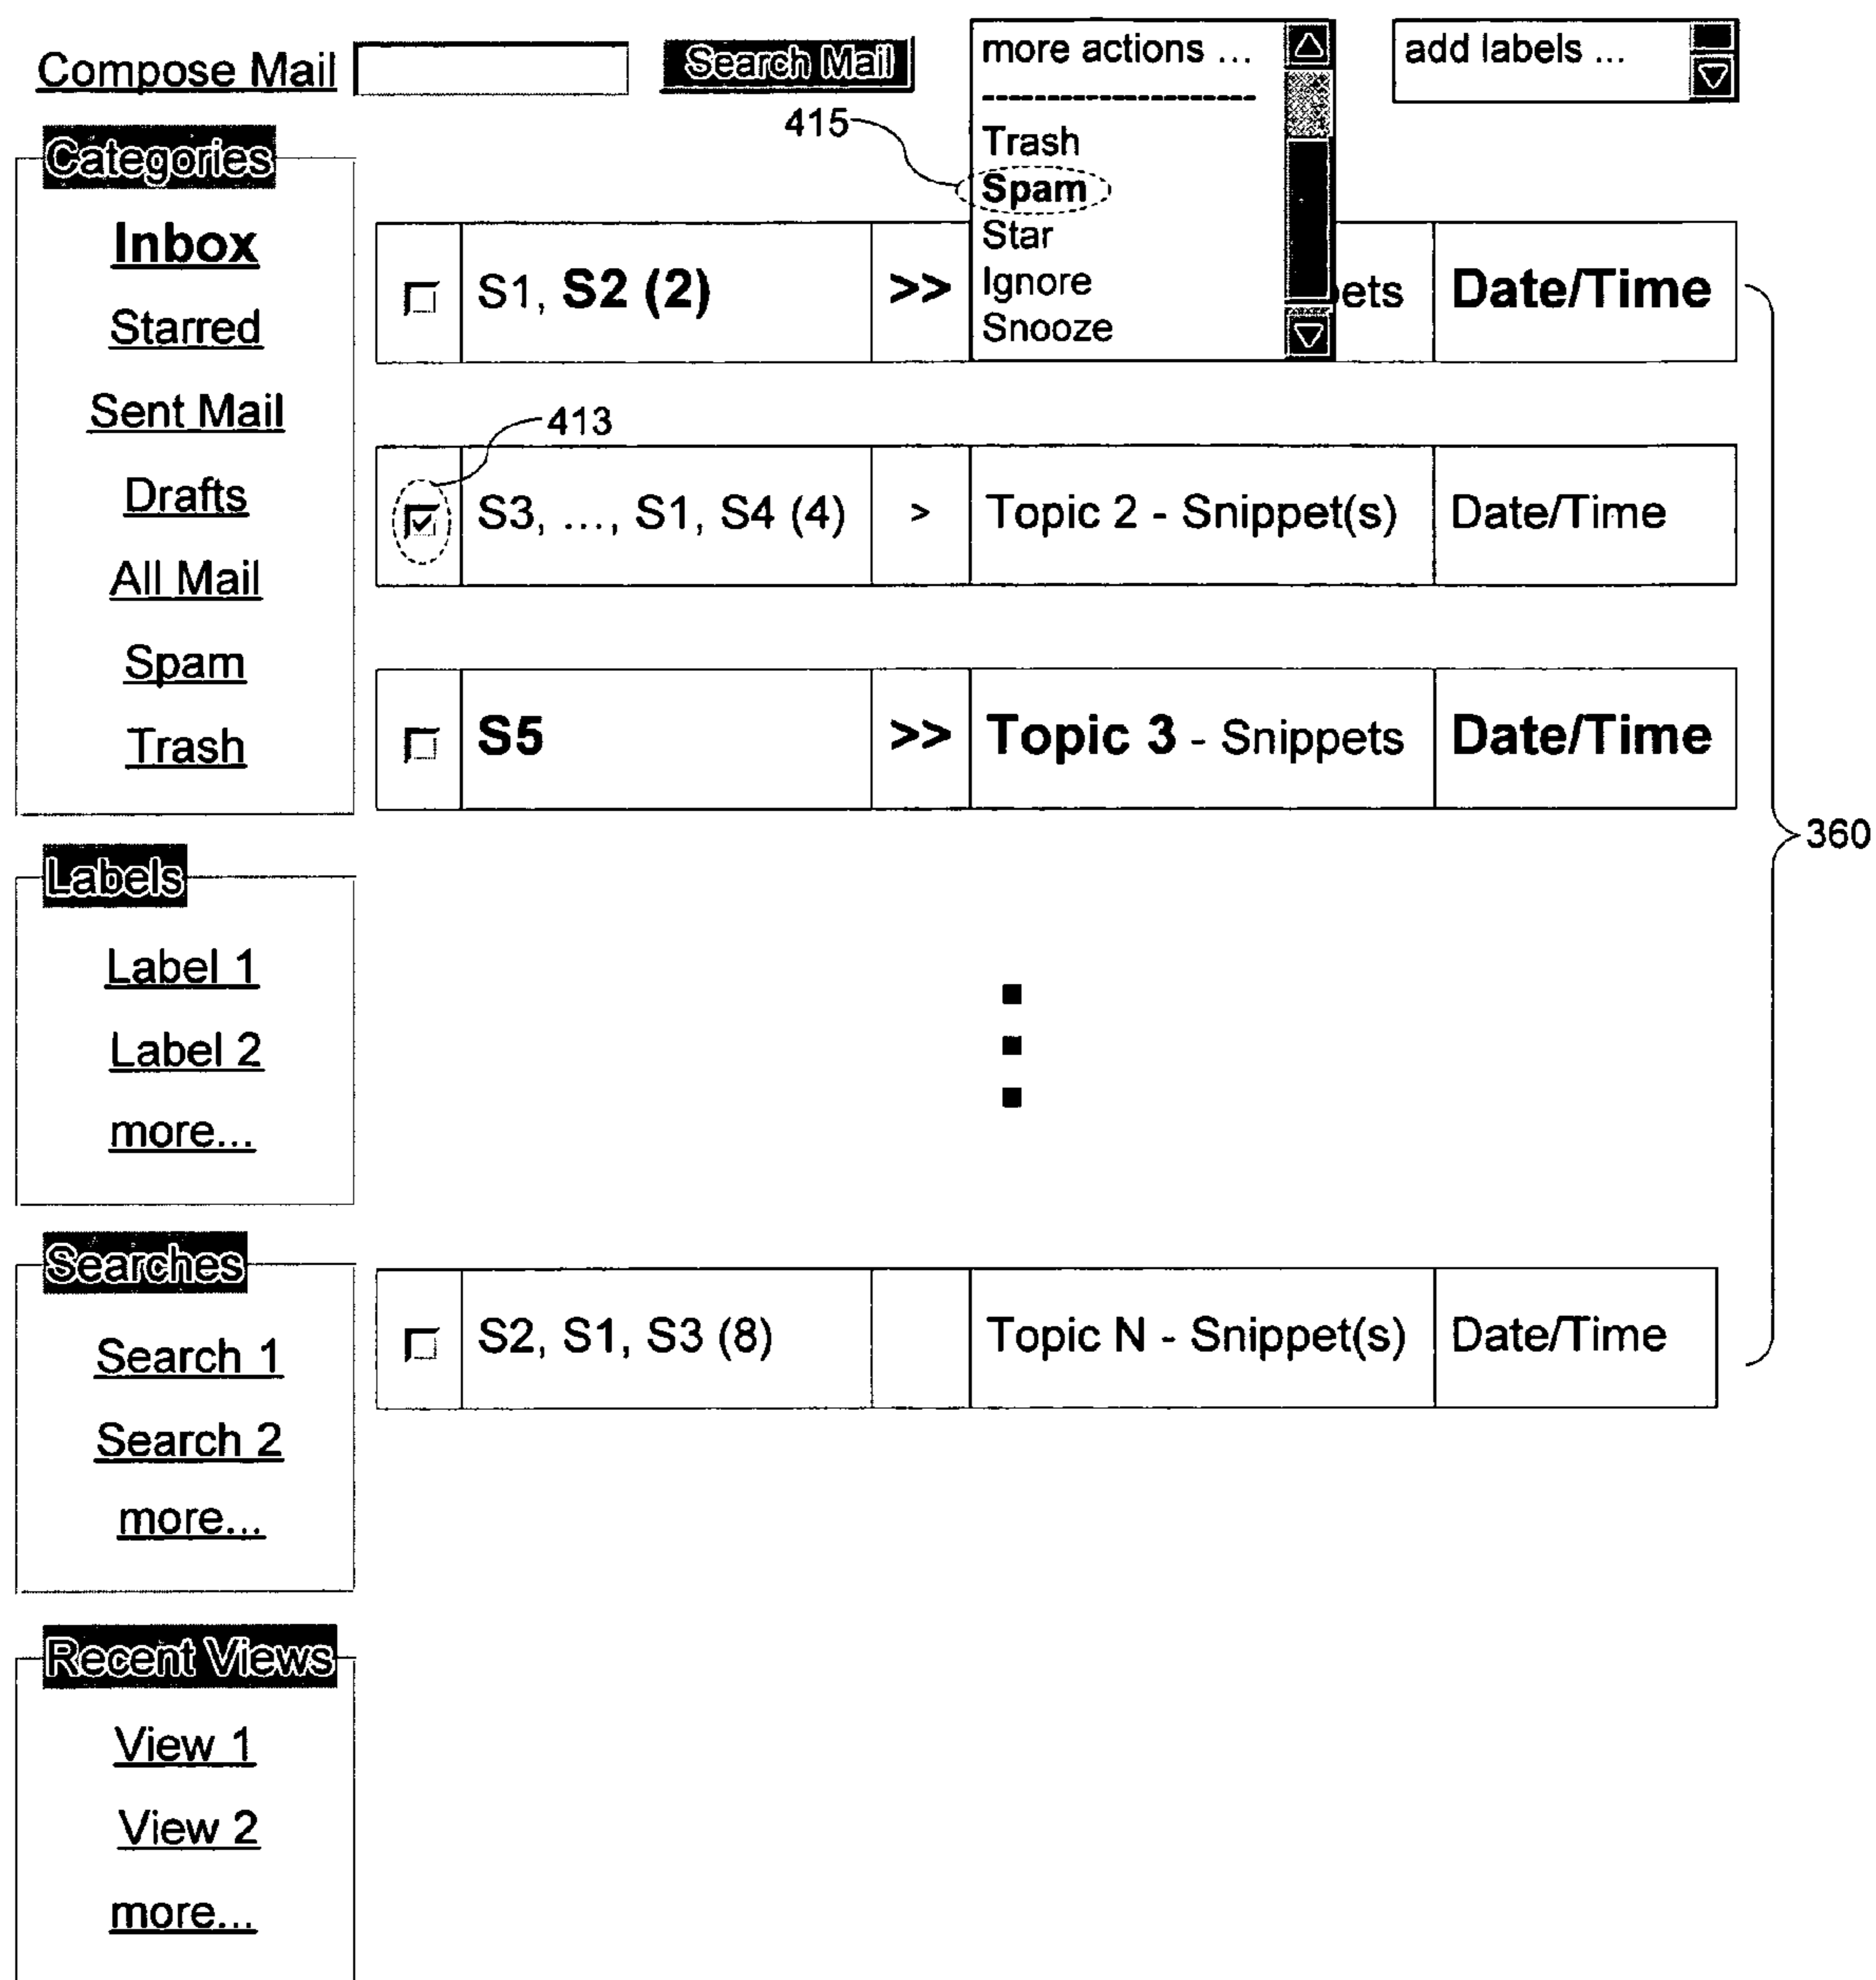 Compose Mail
Search Mail
more actions ...
--------------------
Trash
Spam
Star
Ignore
Snooze
add labels ...
415
Categories
Inbox
Starred
Sent Mail
Drafts
All Mail
Spam
Trash
S1, S2 (2) >> ets Date/Time
413
S3, ..., S1, S4 (4) > Topic 2 - Snippet(s) Date/Time
S5 >> Topic 3 - Snippets Date/Time
360
Labels
Label 1
Label 2
more...
Searches
Search 1
Search 2
more...
S2, S1, S3 (8) Topic N - Snippet(s) Date/Time
Recent Views
View 1
View 2
more...